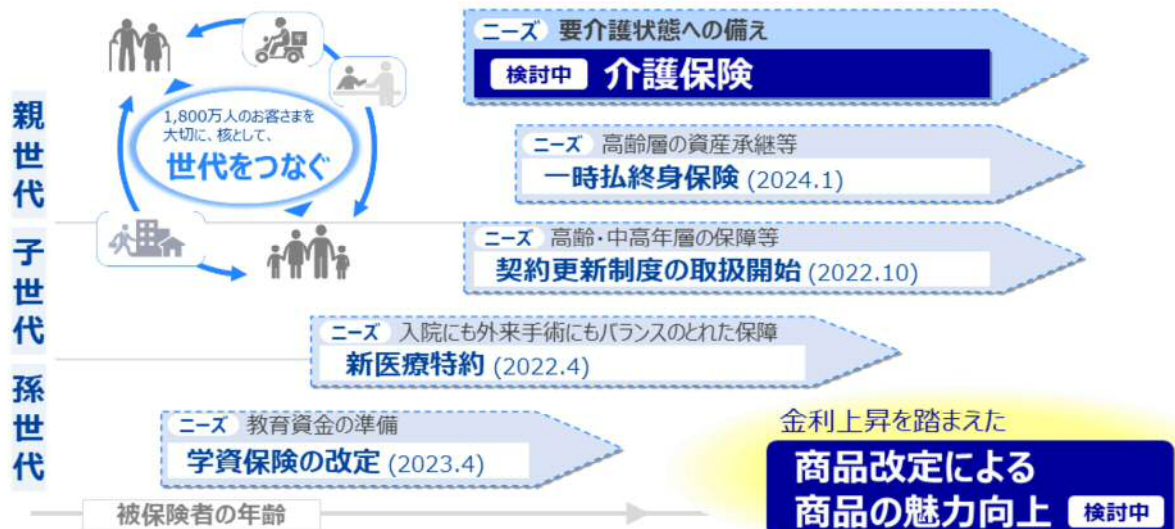 ニーズ 要介護状態への備え
検討中 介護保険
親世代
1,800万人のお客さまを
大切に、核として、
世代をつなぐ
ニーズ 高齢層の資産承継等
一時払終身保険 (2024.1)
子世代
ニーズ 高齢・中高年層の保障等
契約更新制度の取扱開始 (2022.10)
ニーズ 入院にも外来手術にもバランスのとれた保障
新医療特約 (2022.4)
孫世代
ニーズ 教育資金の準備
学資保険の改定 (2023.4)
金利上昇を踏まえた
商品改定による
商品の魅力向上 検討中
被保険者の年齢